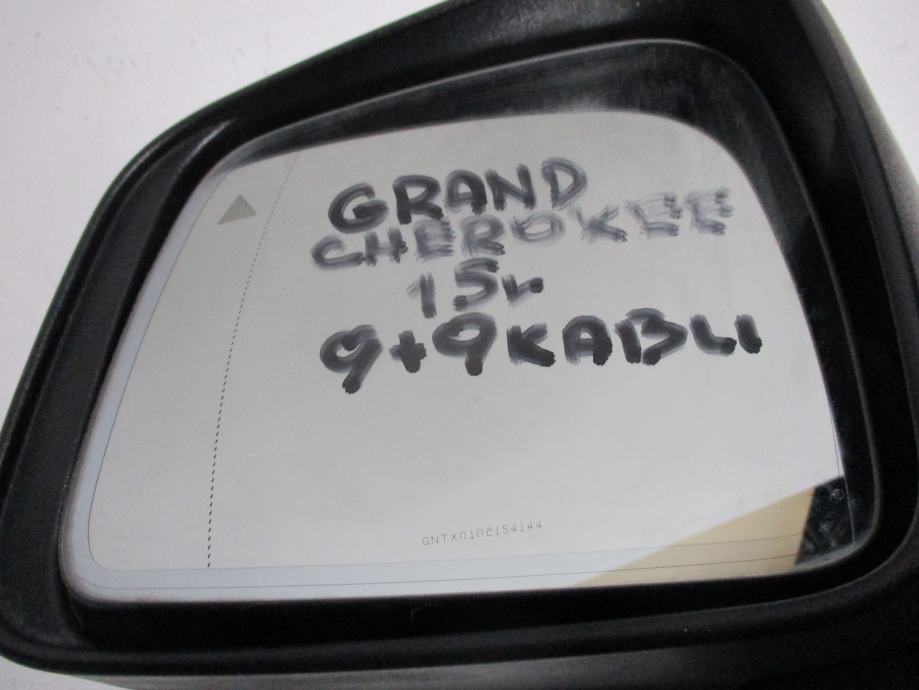 GRAND
CHEROKEE
15r
9+9KABLI
GNTX0102154144